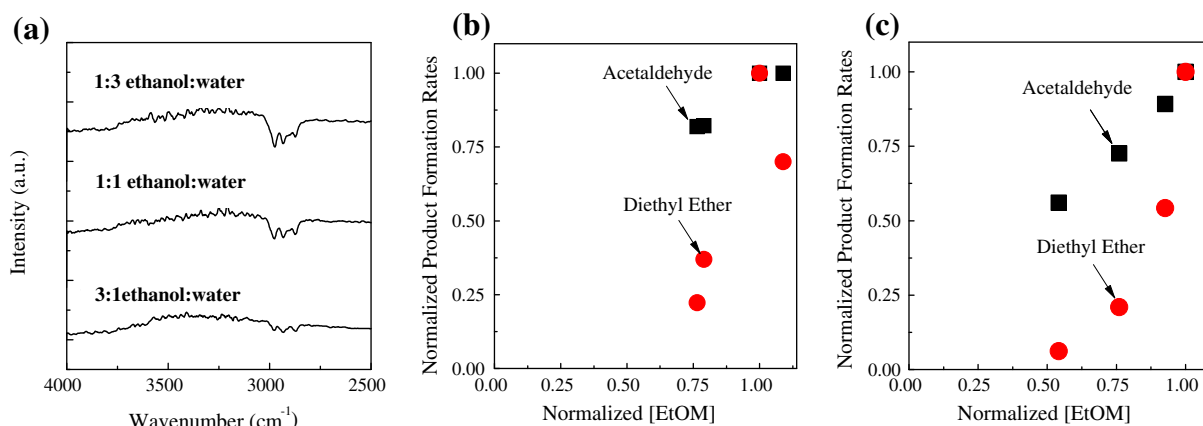 (a)
1:3 ethanol:water
1:1 ethanol:water
3:1ethanol:water
Intensity (a.u.)
4000 3500 3000 2500
Wavenumber (cm⁻¹)
(b)
1.00
0.75
0.50
0.25
0.00
Acetaldehyde
Diethyl Ether
Normalized Product Formation Rates
0.00 0.25 0.50 0.75 1.00
Normalized [EtOM]
(c)
1.00
0.75
0.50
0.25
0.00
Acetaldehyde
Diethyl Ether
Normalized Product Formation Rates
0.00 0.25 0.50 0.75 1.00
Normalized [EtOM]